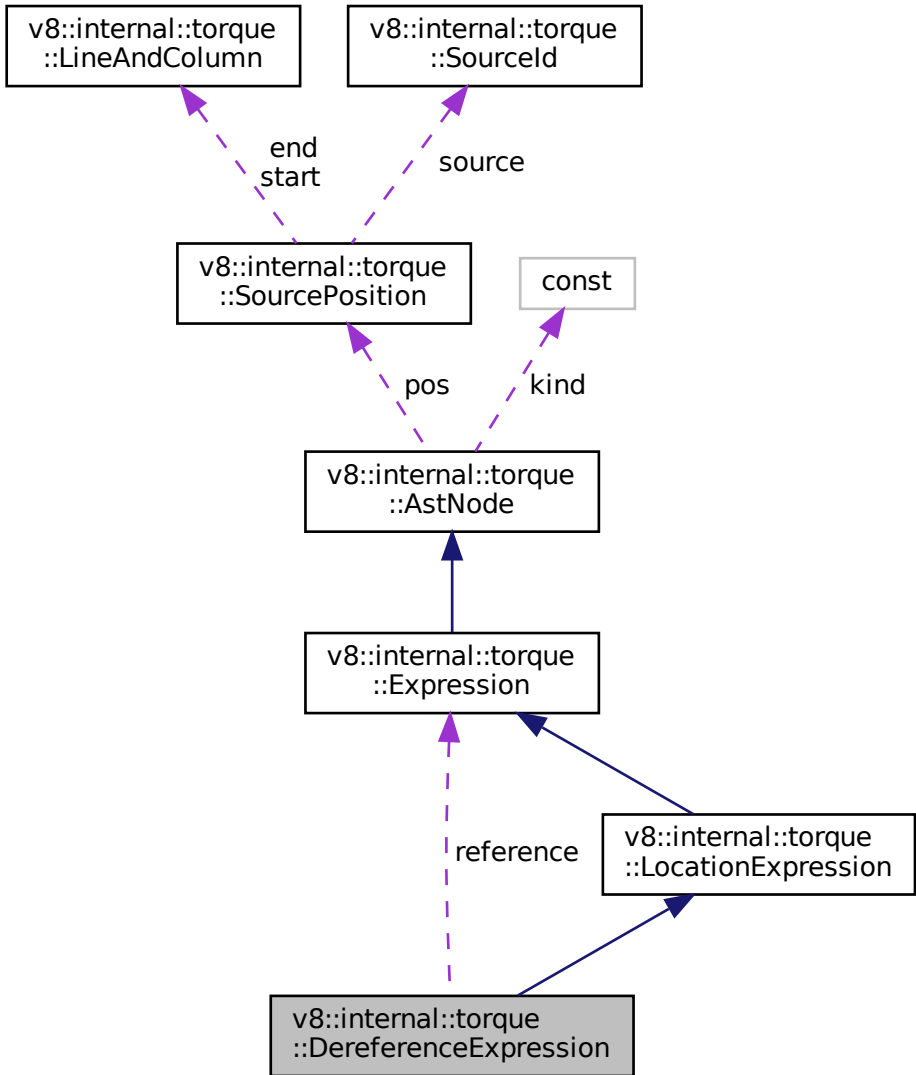 v8::internal::torque
::LineAndColumn
v8::internal::torque
::SourceId
end
start
source
v8::internal::torque
::SourcePosition
const
pos
kind
v8::internal::torque
::AstNode
v8::internal::torque
::Expression
reference
v8::internal::torque
::LocationExpression
v8::internal::torque
::DereferenceExpression